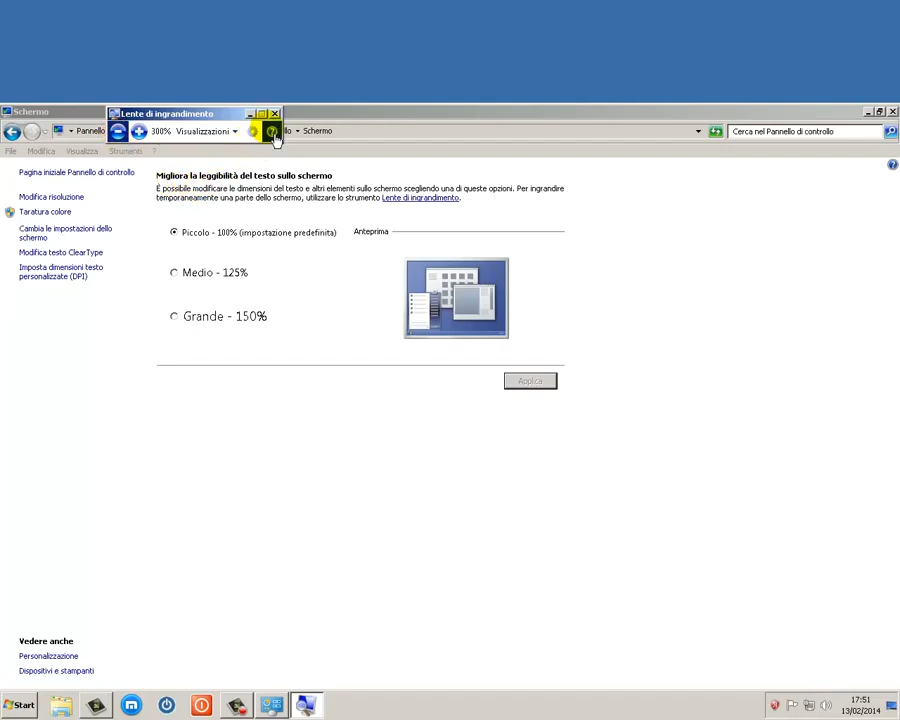 Schermo
Lente di ingrandimento
Pannello
300% Visualizzazioni
Schermo
Cerca nel Pannello di controllo
File Modifica Visualizza Strumenti ?
Pagina iniziale Pannello di controllo
Modifica risoluzione
Taratura colore
Cambia le impostazioni dello
schermo
Modifica testo ClearType
Imposta dimensioni testo
personalizzate (DPI)
Migliora la leggibilità del testo sullo schermo
È possibile modificare le dimensioni del testo e altri elementi sullo schermo scegliendo una di queste opzioni. Per ingrandire
temporaneamente una parte dello schermo, utilizzare lo strumento Lente di ingrandimento.
Piccolo - 100% (impostazione predefinita)
Anteprima
Medio - 125%
Grande - 150%
Applica
Vedere anche
Personalizzazione
Dispositivi e stampanti
Start
17:51
13/02/2014